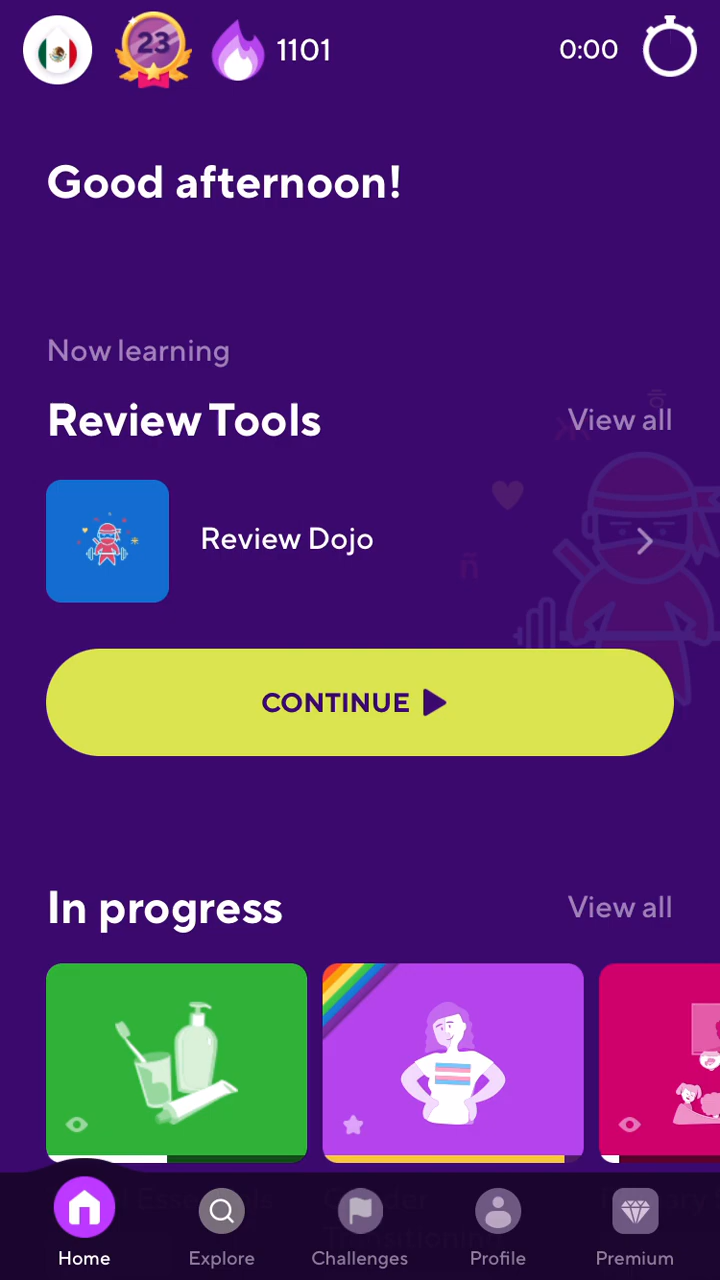 23
1101
0:00
Good afternoon!
Now learning
Review Tools
View all
ñ
Review Dojo
CONTINUE
In progress
View all
Home
Explore
Challenges
Profile
Premium